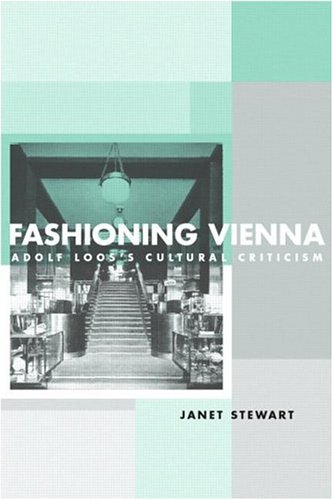 FASHIONING VIENNA
ADOLF LOOS'S CULTURAL CRITICISM
JANET STEWART